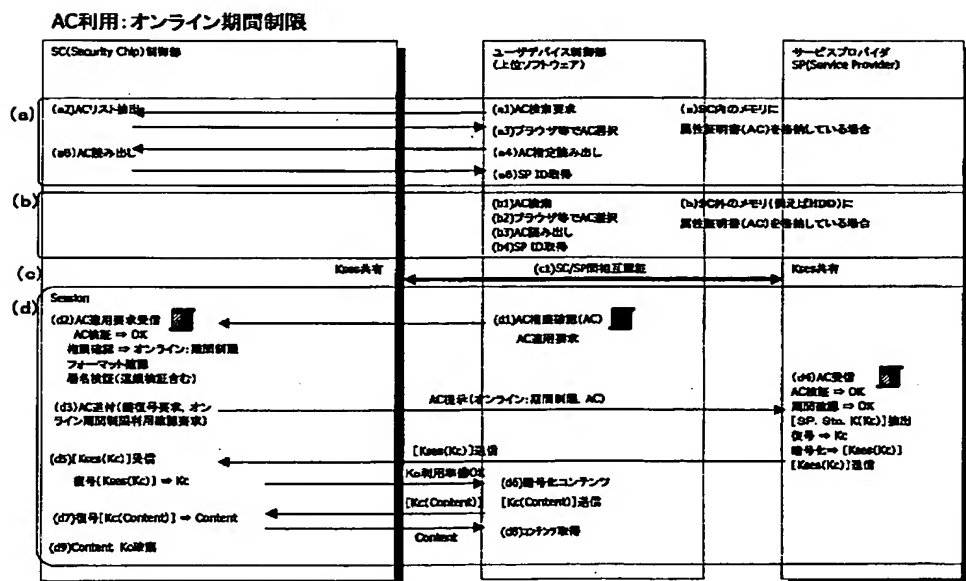 AC利用：オンライン期間制限
SC(Security Chip)制御部
ユーザデバイス制御部
(上位ソフトウェア)
サービスプロバイダ
SP(Service Provider)
(a)
(a2)ACリスト抽出
(a1)AC検索要求
(a)SC内のメモリに
(a3)ブラウザ等でAC選択
属性証明書(AC)を格納している場合
(a5)AC読み出し
(a4)AC指定読み出し
(a6)SP ID取得
(b)
(b1)AC検索
(b)SC外のメモリ(例えばHDD)に
(b2)ブラウザ等でAC選択
属性証明書(AC)を格納している場合
(b3)AC読み出し
(b4)SP ID取得
(c)
Kses共有
(c1)SC/SP間相互認証
Kses共有
(d)
Session
(d2)AC適用要求受信
(d1)AC権限確認(AC)
AC検証 ⇒ OK
AC適用要求
権限確認 ⇒ オンライン：期間制限
フォーマット確認
署名検証(連鎖検証含む)
(d4)AC受信
AC検証 ⇒ OK
(d3)AC送付(鍵復号要求、オン
AC提示(オンライン：期間制限、AC)
期間確認 ⇒ OK
ライン期間制限利用確認要求)
[SP. Sto. K(Kc)]抽出
復号 ⇒ Kc
[Kses(Kc)]送信
暗号化⇒ [Kses(Kc)]
(d5)[Kses(Kc)]受信
[Kses(Kc)]送信
復号[Kses(Kc)] ⇒ Kc
Kc利用準備OK
(d6)暗号化コンテンツ
[Kc(Content)]
[Kc(Content)]送信
(d7)復号[Kc(Content)] ⇒ Content
Content
(d8)コンテンツ取得
(d9)Content, Kc破棄